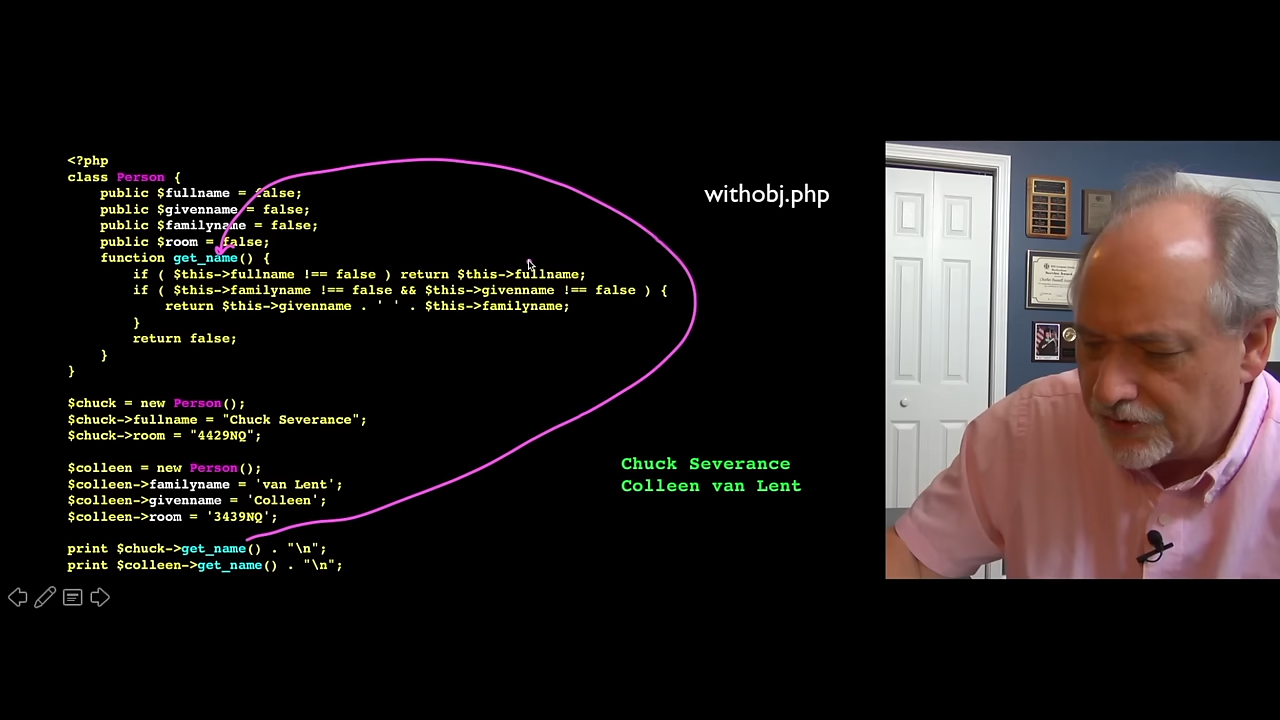 <?php
class Person {
    public $fullname = false;
    public $givenname = false;
    public $familyname = false;
    public $room = false;
    function get_name() {
        if ( $this->fullname !== false ) return $this->fullname;
        if ( $this->familyname !== false && $this->givenname !== false ) {
            return $this->givenname . ' ' . $this->familyname;
        }
        return false;
    }
}
$chuck = new Person();
$chuck->fullname = "Chuck Severance";
$chuck->room = "4429NQ";
$colleen = new Person();
$colleen->familyname = 'van Lent';
$colleen->givenname = 'Colleen';
$colleen->room = '3439NQ';
print $chuck->get_name() . "\n";
print $colleen->get_name() . "\n";
withobj.php
Chuck Severance
Colleen van Lent